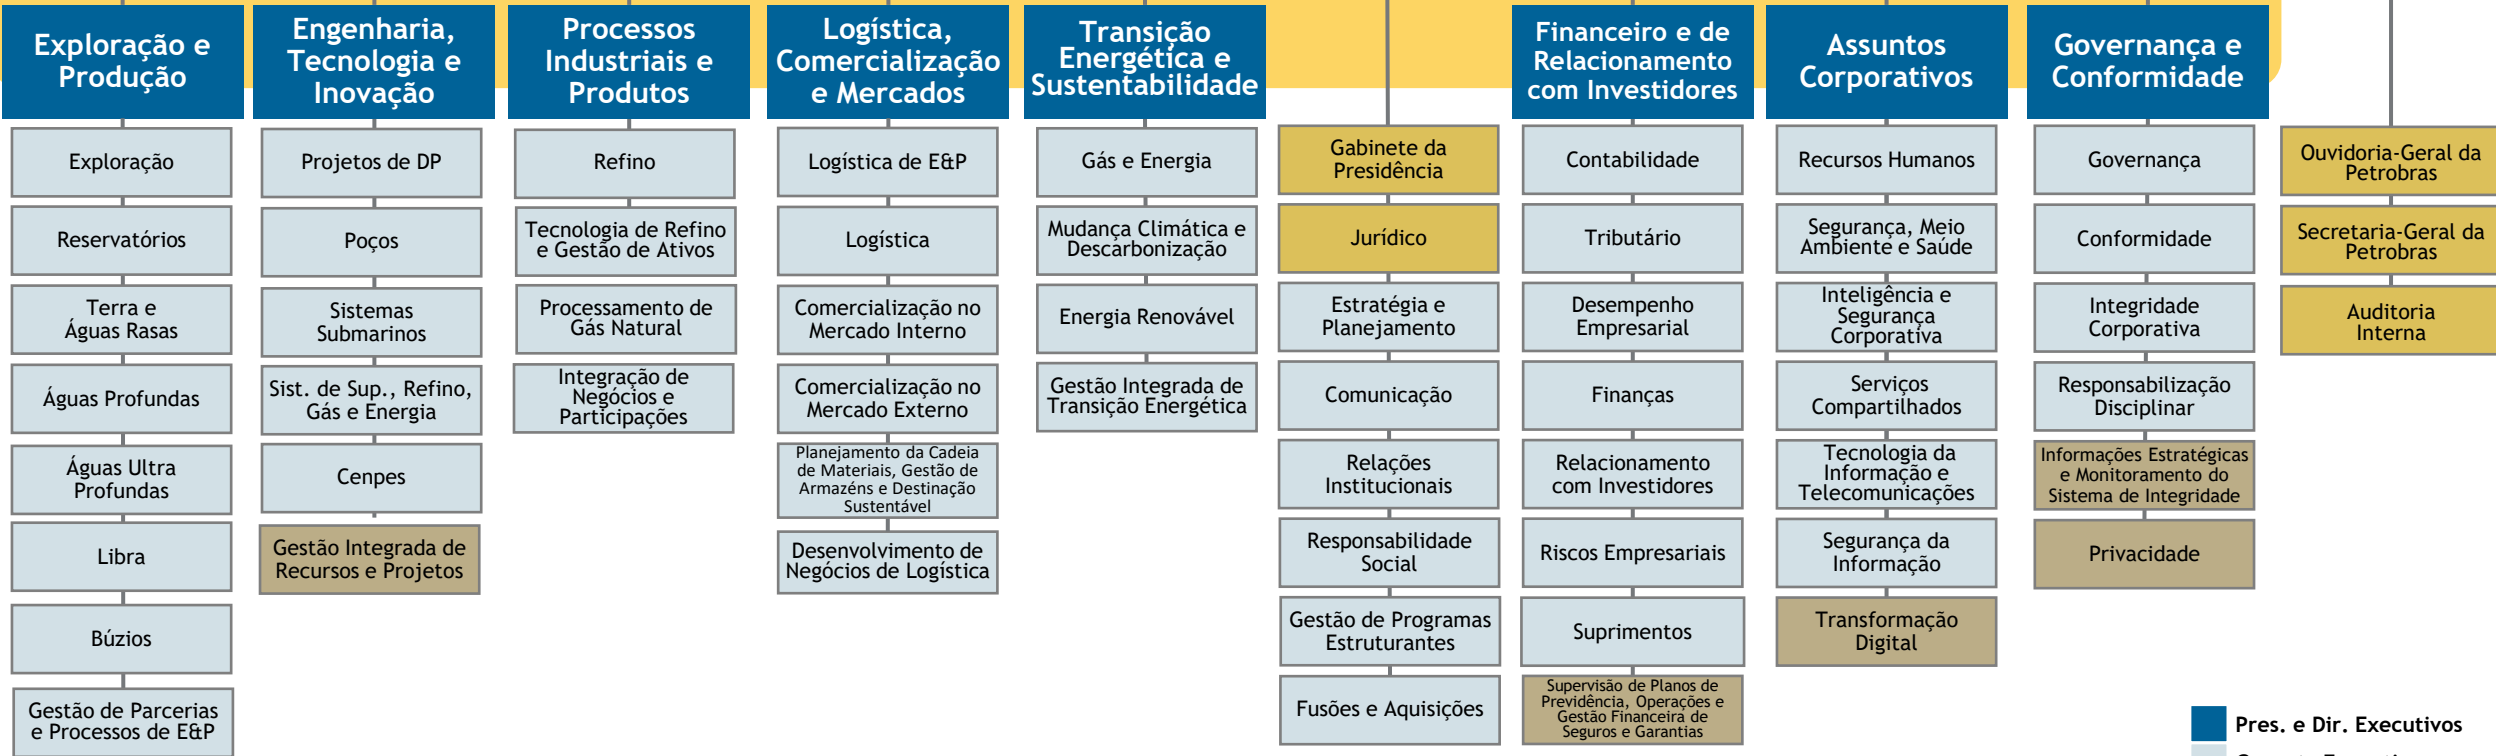 Exploração e
Produção
Exploração
Reservatórios
Terra e
Águas Rasas
Águas Profundas
Águas Ultra
Profundas
Libra
Búzios
Gestão de Parcerias
e Processos de E&P
Engenharia,
Tecnologia e
Inovação
Projetos de DP
Poços
Sistemas
Submarinos
Sist. de Sup., Refino,
Gás e Energia
Cenpes
Gestão Integrada de
Recursos e Projetos
Processos
Industriais e
Produtos
Refino
Tecnologia de Refino
e Gestão de Ativos
Processamento de
Gás Natural
Integração de
Negócios e
Participações
Logística,
Comercialização
e Mercados
Logística de E&P
Logística
Comercialização no
Mercado Interno
Comercialização no
Mercado Externo
Planejamento da Cadeia
de Materiais, Gestão de
Armazéns e Destinação
Sustentável
Desenvolvimento de
Negócios de Logística
Transição
Energética e
Sustentabilidade
Gás e Energia
Mudança Climática e
Descarbonização
Energia Renovável
Gestão Integrada de
Transição Energética
Gabinete da
Presidência
Jurídico
Estratégia e
Planejamento
Comunicação
Relações
Institucionais
Responsabilidade
Social
Gestão de Programas
Estruturantes
Fusões e Aquisições
Financeiro e de
Relacionamento
com Investidores
Contabilidade
Tributário
Desempenho
Empresarial
Finanças
Relacionamento
com Investidores
Riscos Empresariais
Suprimentos
Supervisão de Planos de
Previdência, Operações e
Gestão Financeira de
Seguros e Garantias
Assuntos
Corporativos
Recursos Humanos
Segurança, Meio
Ambiente e Saúde
Inteligência e
Segurança
Corporativa
Serviços
Compartilhados
Tecnologia da
Informação e
Telecomunicações
Segurança da
Informação
Transformação
Digital
Governança e
Conformidade
Governança
Conformidade
Integridade
Corporativa
Responsabilização
Disciplinar
Informações Estratégicas
e Monitoramento do
Sistema de Integridade
Privacidade
Ouvidoria-Geral da
Petrobras
Secretaria-Geral da
Petrobras
Auditoria
Interna
Pres. e Dir. Executivos